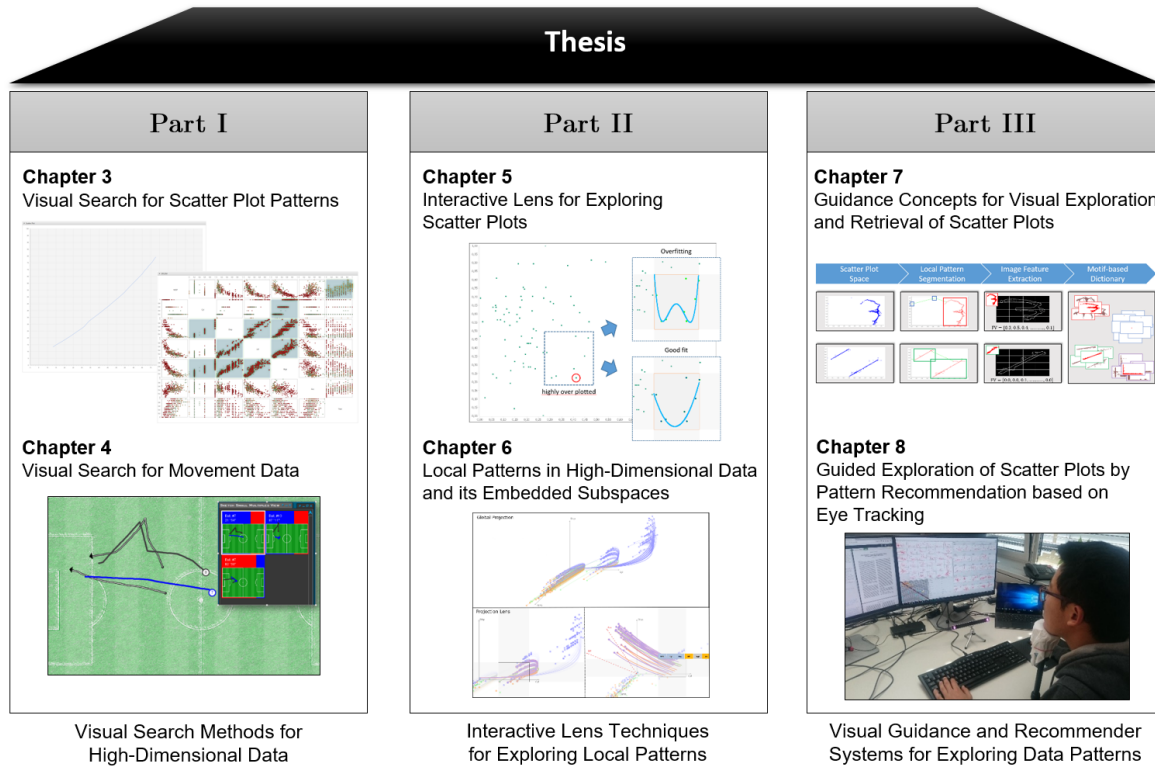 Thesis
Part I
Chapter 3
Visual Search for Scatter Plot Patterns
Chapter 4
Visual Search for Movement Data
Visual Search Methods for
High-Dimensional Data
Part II
Chapter 5
Interactive Lens for Exploring
Scatter Plots
Overfitting
Good fit
highly over plotted
Chapter 6
Local Patterns in High-Dimensional Data
and its Embedded Subspaces
Global Projection
Projection Lens
Interactive Lens Techniques
for Exploring Local Patterns
Part III
Chapter 7
Guidance Concepts for Visual Exploration
and Retrieval of Scatter Plots
Scatter Plot
Space
Local Pattern
Segmentation
Image Feature
Extraction
Motif-based
Dictionary
Chapter 8
Guided Exploration of Scatter Plots by
Pattern Recommendation based on
Eye Tracking
Visual Guidance and Recommender
Systems for Exploring Data Patterns